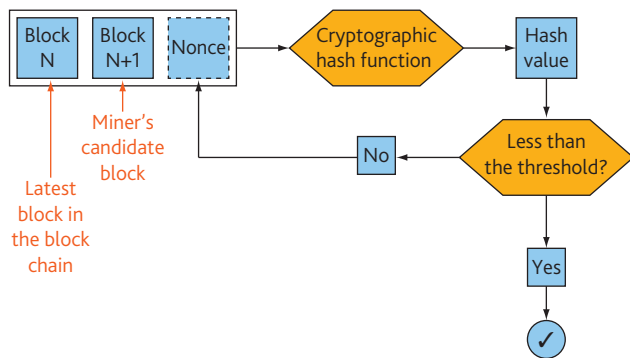 Block
N
Block
N+1
Nonce
Cryptographic
hash function
Hash
value
Miner's
candidate
block
No
Less than
the threshold?
Latest
block in
the block
chain
Yes
✓